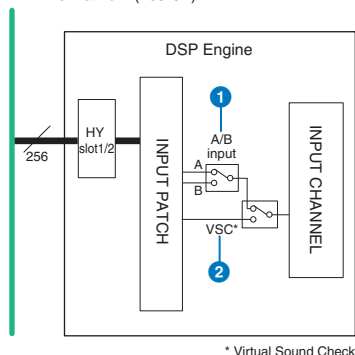 DSP Engine
1
A/B
input
HY
slot1/2
256
INPUT PATCH
A
B
VSC*
2
INPUT CHANNEL
* Virtual Sound Check